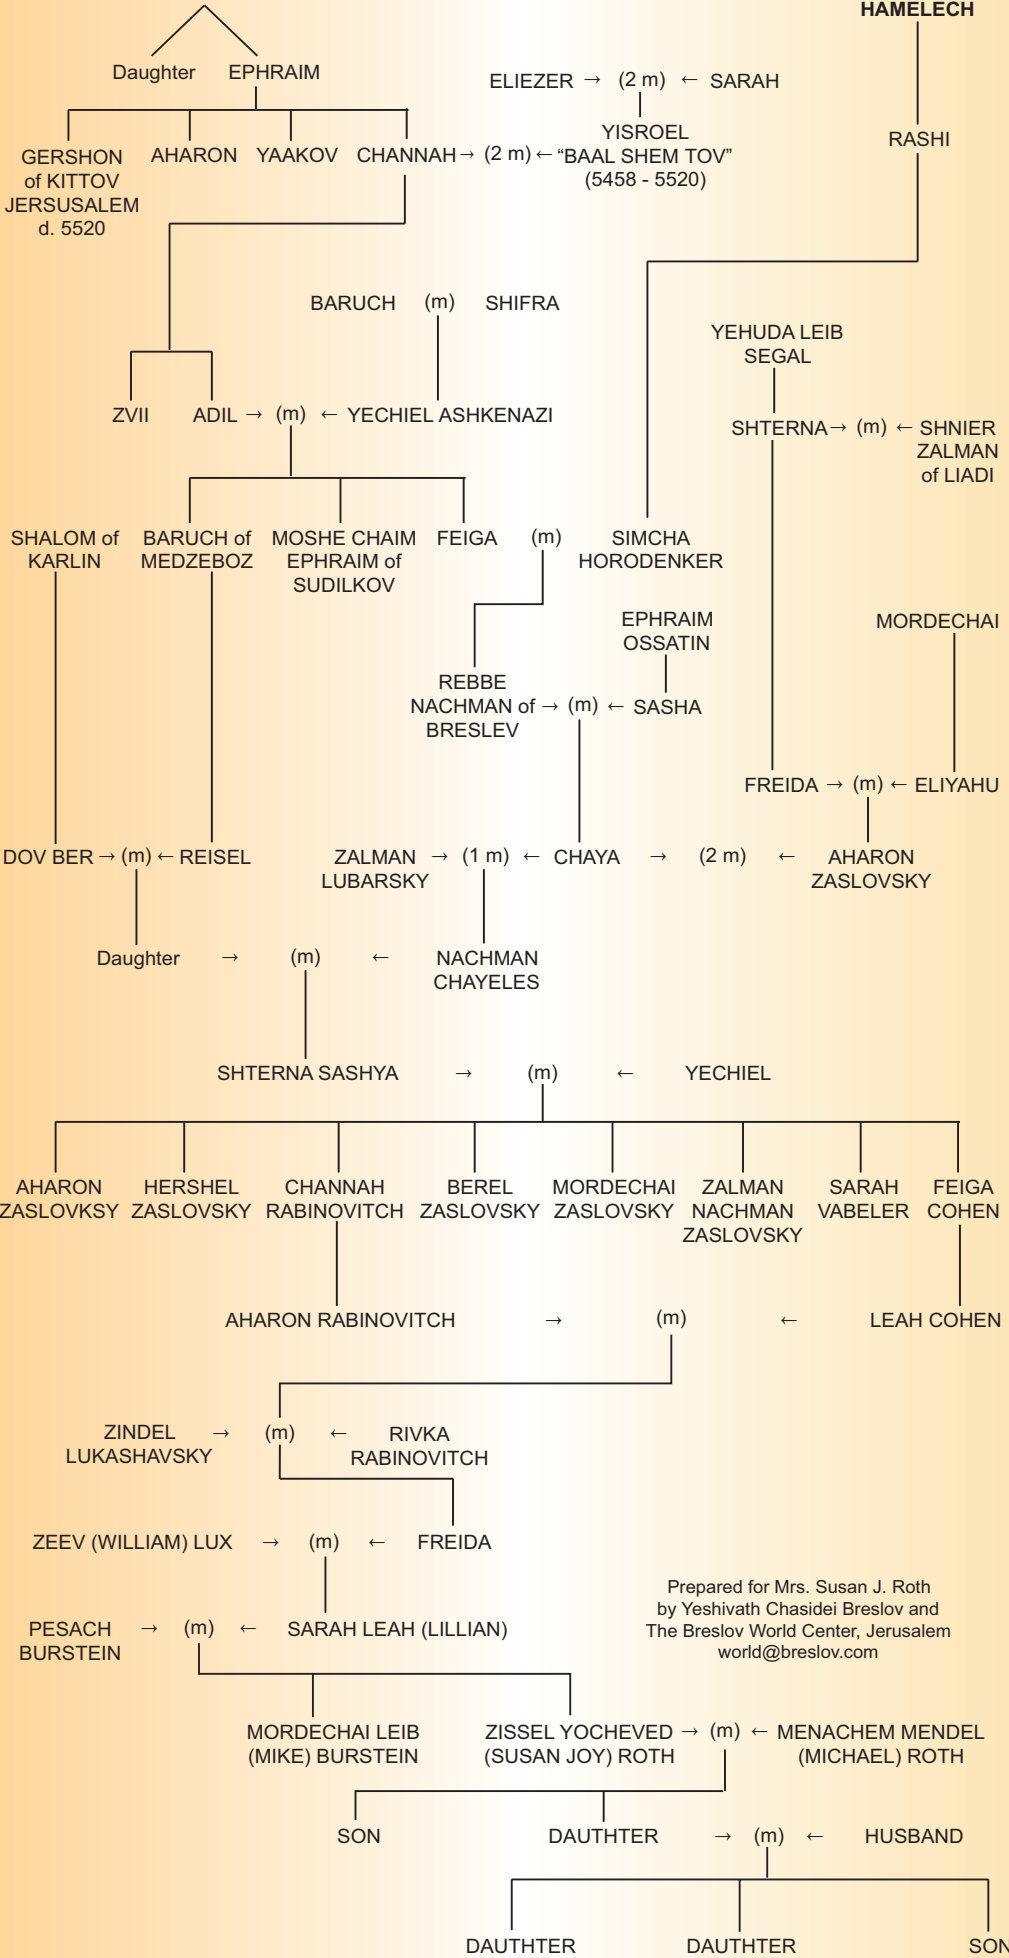 HAMELECH
Daughter EPHRAIM
ELIEZER → (2 m) ← SARAH
RASHI
GERSHON
of KITTOV
JERSUSALEM
d. 5520
AHARON YAAKOV CHANNAH → (2 m) ← YISROEL
“BAAL SHEM TOV”
(5458 - 5520)
BARUCH (m) SHIFRA
YEHUDA LEIB
SEGAL
ZVII ADIL → (m) ← YECHIEL ASHKENAZI
SHTERNA → (m) ← SHNIER
ZALMAN
of LIADI
SHALOM of
KARLIN
BARUCH of
MEDZEBOZ
MOSHE CHAIM
EPHRAIM of
SUDILKOV
FEIGA (m) SIMCHA
HORODENKER
EPHRAIM
OSSATIN
MORDECHAI
REBBE
NACHMAN of → (m) ← SASHA
BRESLEV
FREIDA → (m) ← ELIYAHU
DOV BER → (m) ← REISEL
ZALMAN
LUBARSKY
→ (1 m) ← CHAYA → (2 m) ← AHARON
ZASLOVSKY
Daughter → (m) ← NACHMAN
CHAYELES
SHTERNA SASHYA → (m) ← YECHIEL
AHARON
ZASLOVKSY
HERSHEL
ZASLOVSKY
CHANNAH
RABINOVITCH
BEREL
ZASLOVSKY
MORDECHAI
ZASLOVSKY
ZALMAN
NACHMAN
ZASLOVSKY
SARAH
VABELER
FEIGA
COHEN
AHARON RABINOVITCH → (m) ← LEAH COHEN
ZINDEL
LUKASHAVSKY
→ (m) ← RIVKA
RABINOVITCH
ZEEV (WILLIAM) LUX → (m) ← FREIDA
Prepared for Mrs. Susan J. Roth
by Yeshivath Chasidei Breslov and
The Breslov World Center, Jerusalem
world@breslov.com
PESACH
BURSTEIN
→ (m) ← SARAH LEAH (LILLIAN)
MORDECHAI LEIB
(MIKE) BURSTEIN
ZISSEL YOCHEVED → (m) ← MENACHEM MENDEL
(SUSAN JOY) ROTH (MICHAEL) ROTH
SON DAUTHTER → (m) ← HUSBAND
DAUTHTER DAUTHTER SON